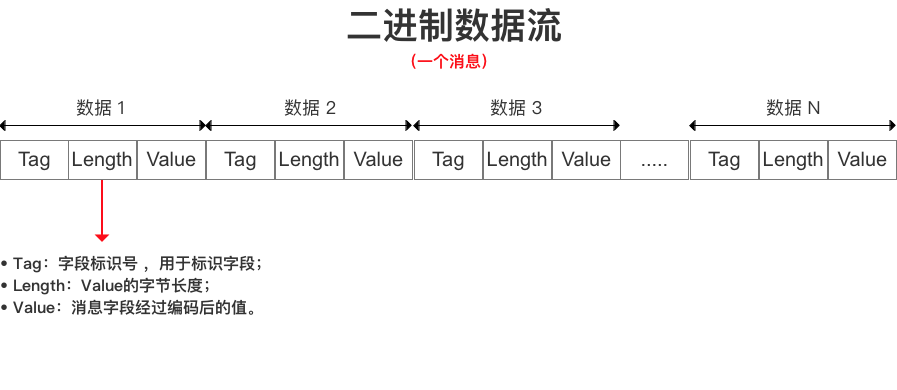 二进制数据流
（一个消息）
数据 1 数据 2 数据 3 数据 N
Tag Length Value Tag Length Value Tag Length Value ..... Tag Length Value
• Tag：字段标识号 ，用于标识字段；
• Length：Value的字节长度；
• Value：消息字段经过编码后的值。